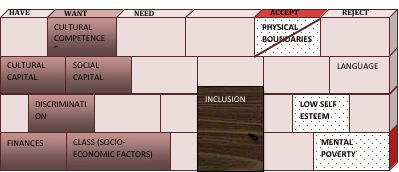 HAVE WANT NEED ACCEPT REJECT
CULTURAL
COMPETENCE
PHYSICAL
BOUNDARIES
CULTURAL
CAPITAL
SOCIAL
CAPITAL
LANGUAGE
DISCRIMINATI
ON
INCLUSION
LOW SELF
ESTEEM
FINANCES
CLASS (SOCIO-
ECONOMIC FACTORS)
MENTAL
POVERTY